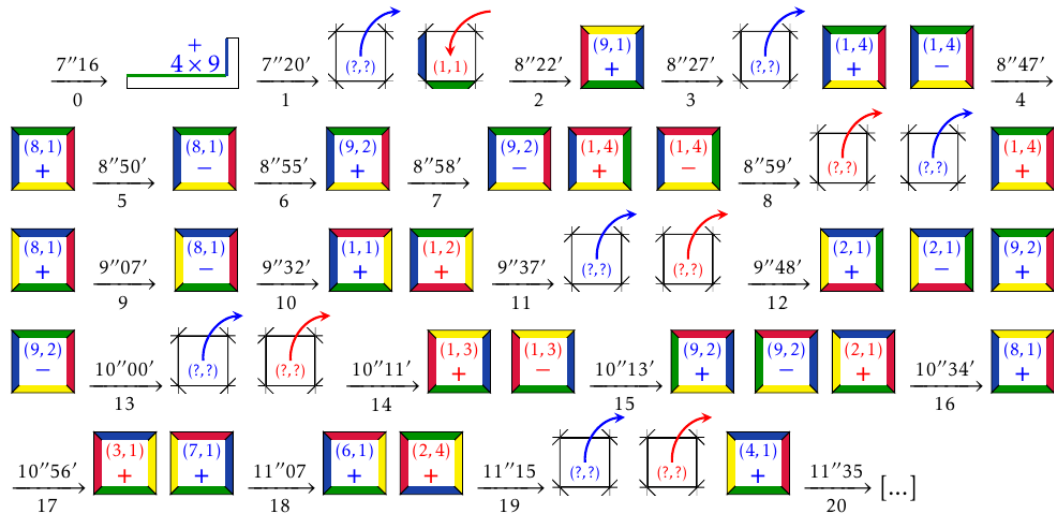 7″16 + 4 × 9 7″20′ (?,?) (1,1) 8″22′ (9,1) + 8″27′ (?,?) (1,4) + (1,4) − 8″47′
0 1 2 3 4
(8,1) + 8″50′ (8,1) − 8″55′ (9,2) + 8″58′ (9,2) − (1,4) + (1,4) − 8″59′ (?,?) (?,?) (1,4) +
5 6 7 8
(8,1) + 9″07′ (8,1) − 9″32′ (1,1) + (1,2) + 9″37′ (?,?) (?,?) 9″48′ (2,1) + (2,1) − (9,2) +
9 10 11 12
(9,2) − 10″00′ (?,?) (?,?) 10″11′ (1,3) + (1,3) − 10″13′ (9,2) + (9,2) − (2,1) + 10″34′ (8,1) +
13 14 15 16
10″56′ (3,1) + (7,1) + 11″07 (6,1) + (2,4) + 11″15 (?,?) (?,?) (4,1) + 11″35 [...]
17 18 19 20